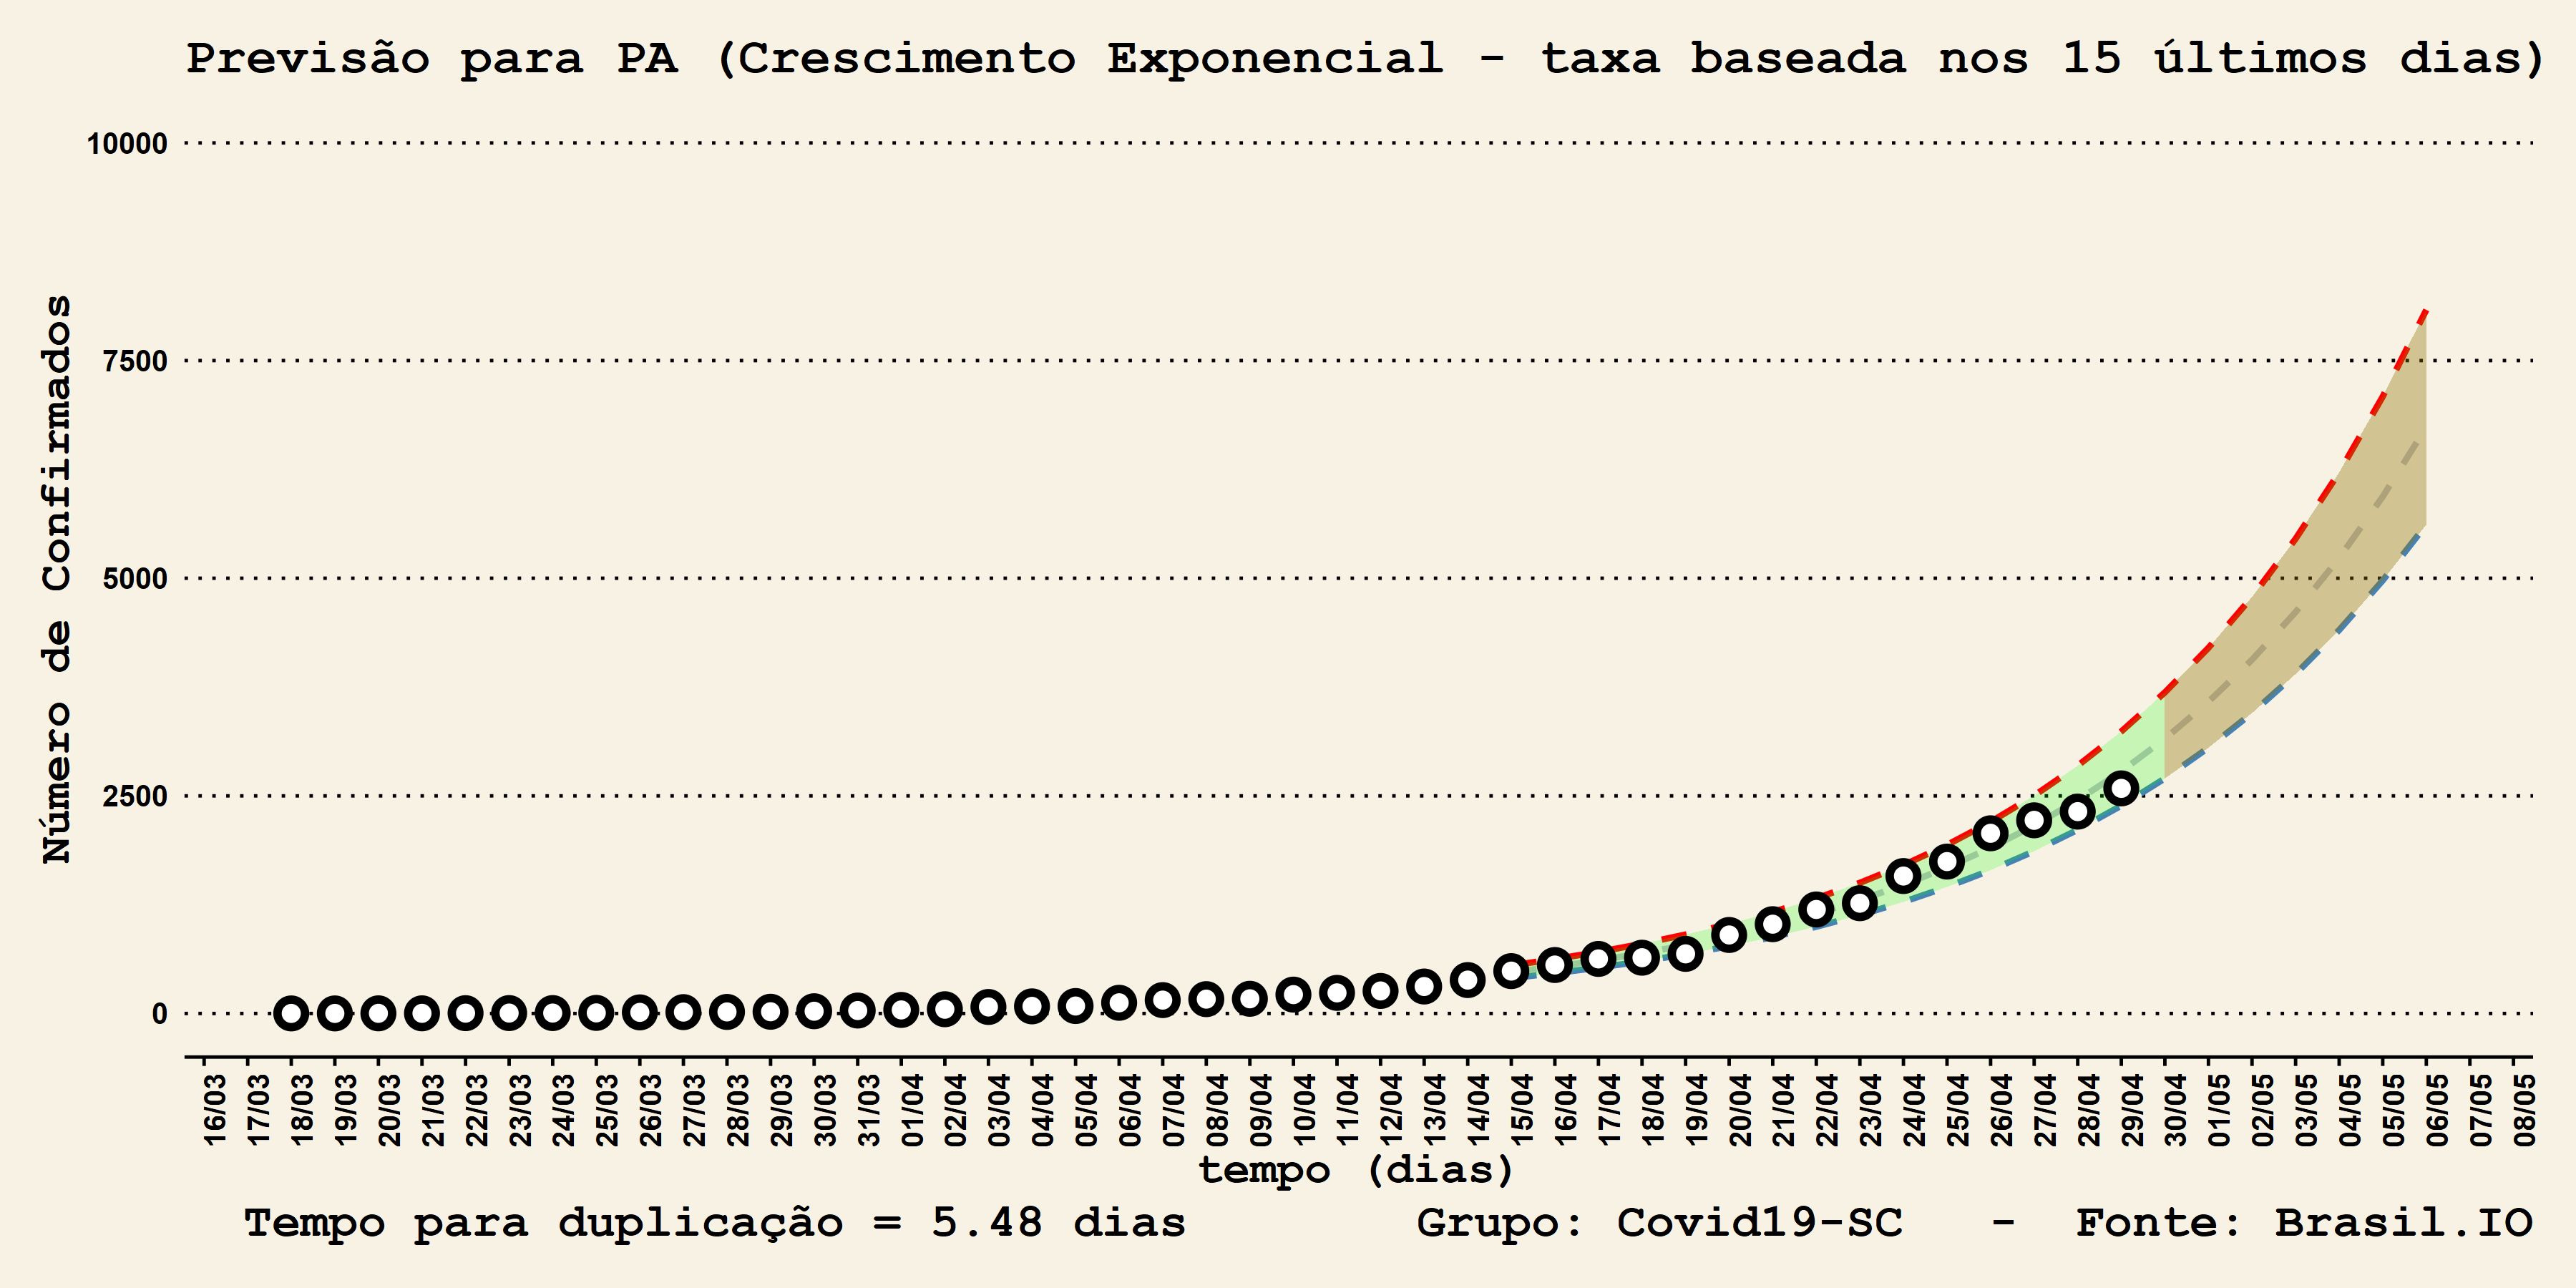 Previsão para PA (Crescimento Exponencial - taxa baseada nos 15 últimos dias)
Número de Confirmados
10000
7500
5000
2500
0
16/03 17/03 18/03 19/03 20/03 21/03 22/03 23/03 24/03 25/03 26/03 27/03 28/03 29/03 30/03 31/03 01/04 02/04 03/04 04/04 05/04 06/04 07/04 08/04 09/04 10/04 11/04 12/04 13/04 14/04 15/04 16/04 17/04 18/04 19/04 20/04 21/04 22/04 23/04 24/04 25/04 26/04 27/04 28/04 29/04 30/04 01/05 02/05 03/05 04/05 05/05 06/05 07/05 08/05
tempo (dias)
Tempo para duplicação = 5.48 dias Grupo: Covid19-SC - Fonte: Brasil.IO